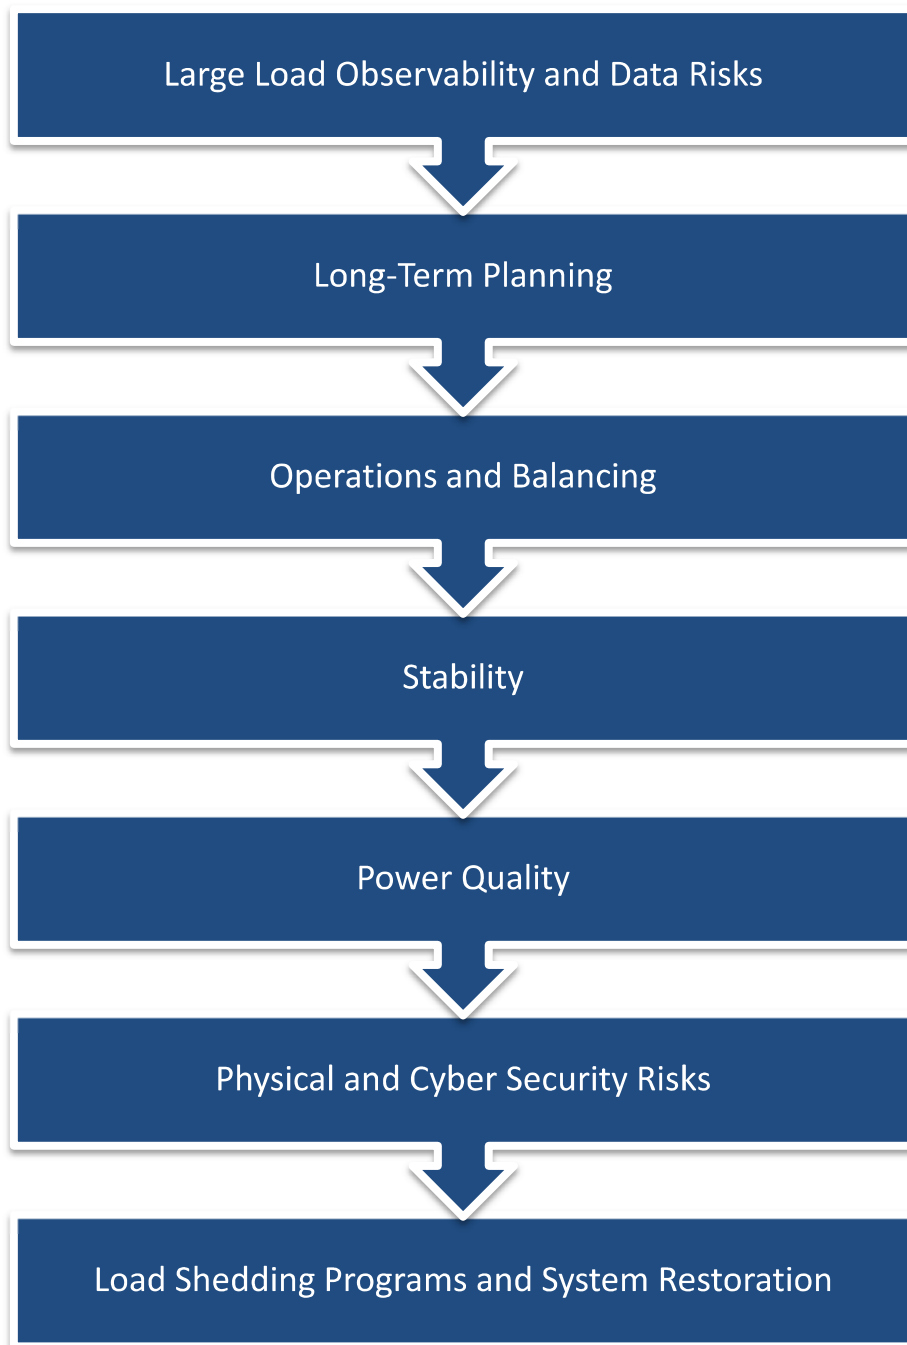 Large Load Observability and Data Risks
Long-Term Planning
Operations and Balancing
Stability
Power Quality
Physical and Cyber Security Risks
Load Shedding Programs and System Restoration